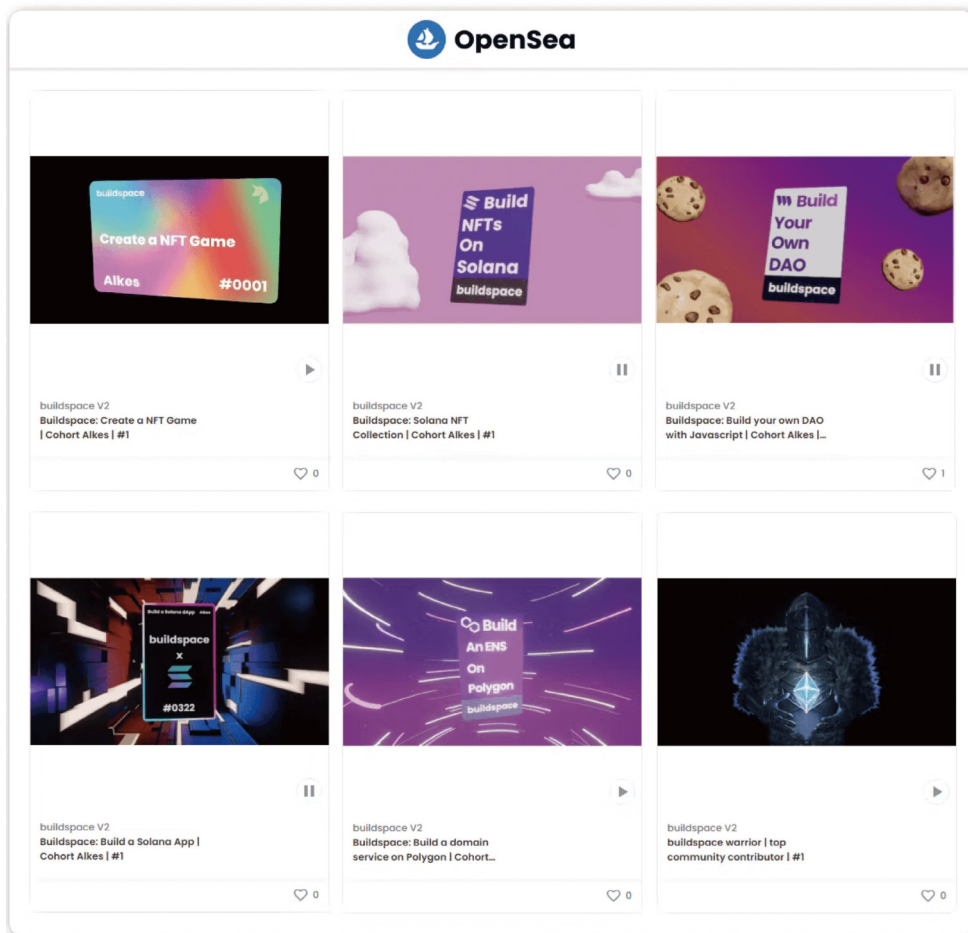 OpenSea
buildspace
Create a NFT Game
Alkes
#0001
Build
NFTs
On
Solana
buildspace
Build
Your
Own
DAO
buildspace
buildspace V2
Buildspace: Create a NFT Game
| Cohort Alkes | #1
0
buildspace V2
Buildspace: Solana NFT
Collection | Cohort Alkes | #1
0
buildspace V2
Buildspace: Build your own DAO
with Javascript | Cohort Alkes |...
1
Build a Solana dApp Alkes
buildspace
x
#0322
Build
An ENS
On
Polygon
buildspace
buildspace V2
Buildspace: Build a Solana App |
Cohort Alkes | #1
0
buildspace V2
Buildspace: Build a domain
service on Polygon | Cohort...
0
buildspace V2
buildspace warrior | top
community contributor | #1
0